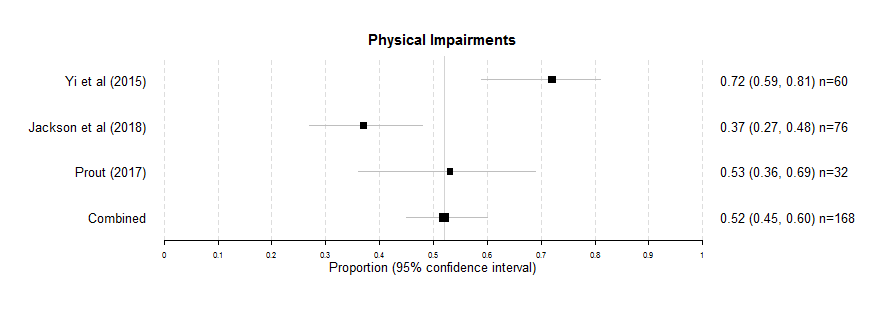 Physical Impairments
Yi et al (2015) 0.72 (0.59, 0.81) n=60
Jackson et al (2018) 0.37 (0.27, 0.48) n=76
Prout (2017) 0.53 (0.36, 0.69) n=32
Combined 0.52 (0.45, 0.60) n=168
0 0.1 0.2 0.3 0.4 0.5 0.6 0.7 0.8 0.9 1
Proportion (95% confidence interval)